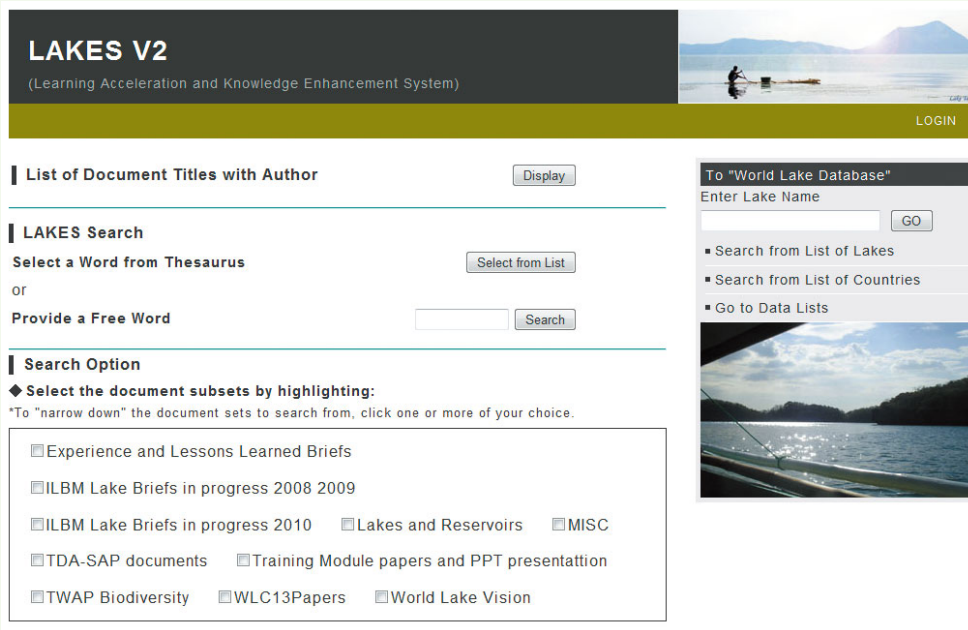 LAKES V2
(Learning Acceleration and Knowledge Enhancement System)
LOGIN
List of Document Titles with Author
Display
LAKES Search
Select a Word from Thesaurus
Select from List
or
Provide a Free Word
Search
Search Option
◆Select the document subsets by highlighting:
*To "narrow down" the document sets to search from, click one or more of your choice.
Experience and Lessons Learned Briefs
ILBM Lake Briefs in progress 2008 2009
ILBM Lake Briefs in progress 2010 Lakes and Reservoirs MISC
TDA-SAP documents Training Module papers and PPT presentattion
TWAP Biodiversity WLC13Papers World Lake Vision
To "World Lake Database"
Enter Lake Name
GO
Search from List of Lakes
Search from List of Countries
Go to Data Lists